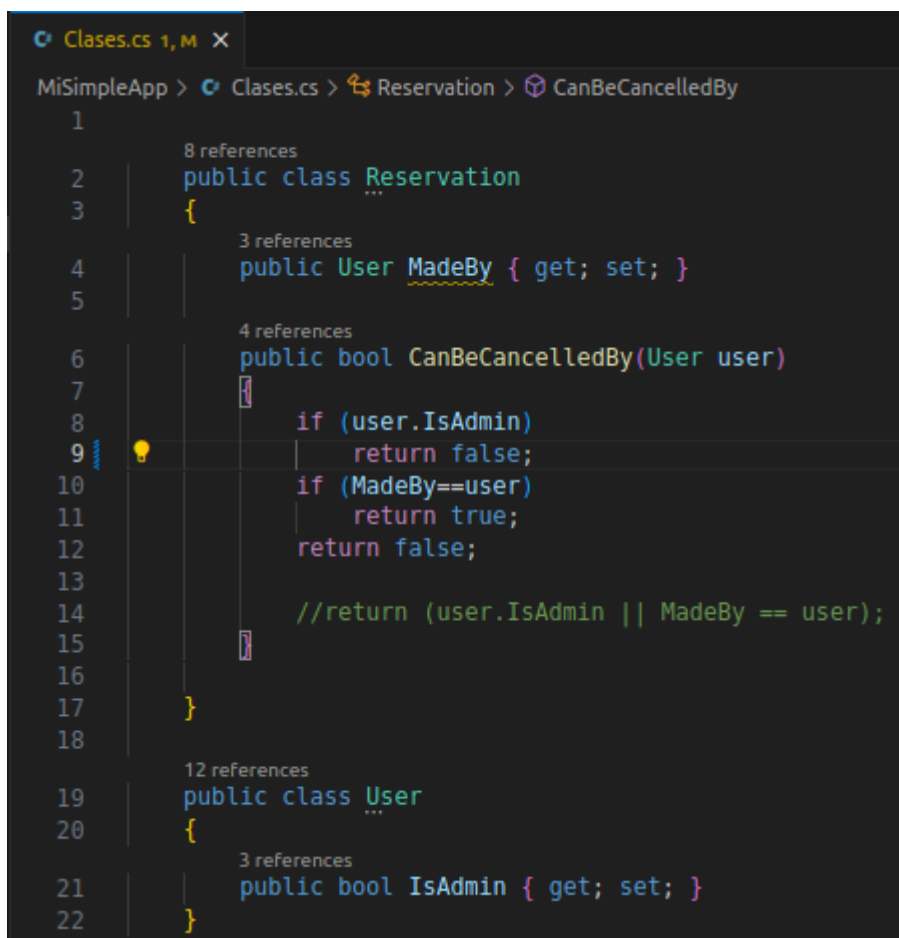 Clases.cs 1, M
MiSimpleApp > Clases.cs > Reservation > CanBeCancelledBy
1
8 references
2 public class Reservation
3 {
3 references
4 public User MadeBy { get; set; }
5
4 references
6 public bool CanBeCancelledBy(User user)
7 {
8 if (user.IsAdmin)
9 return false;
10 if (MadeBy==user)
11 return true;
12 return false;
13
14 //return (user.IsAdmin || MadeBy == user);
15 }
16
17 }
18
12 references
19 public class User
20 {
3 references
21 public bool IsAdmin { get; set; }
22 }